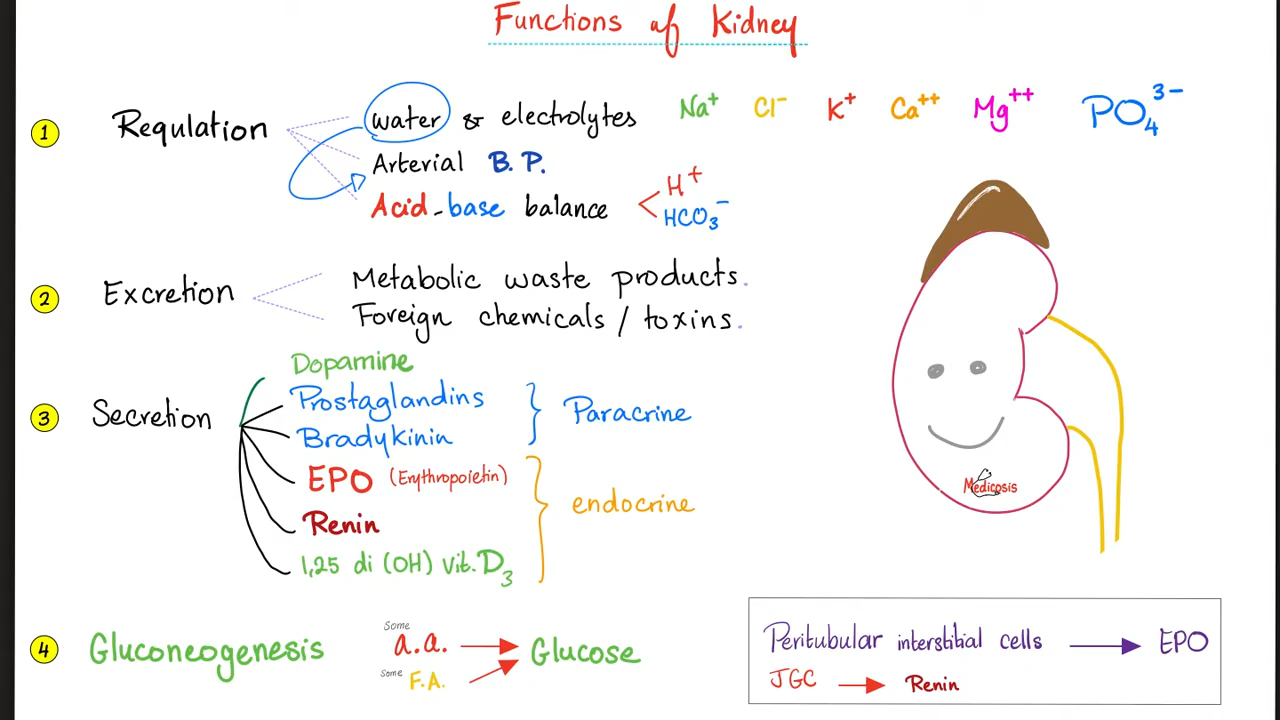 Functions of Kidney
1 Regulation
water & electrolytes Na⁺ Cl⁻ K⁺ Ca⁺⁺ Mg⁺⁺ PO₄³⁻
Arterial B.P.
Acid-base balance H⁺
HCO₃⁻
2 Excretion
Metabolic waste products.
Foreign chemicals / toxins.
3 Secretion
Dopamine
Prostaglandins
Bradykinin
Paracrine
EPO (Erythropoietin)
Renin
1,25 di (OH) vit. D₃
endocrine
Medicosis
4 Gluconeogenesis
Some a.a. → Glucose
Some F.A.
Peritubular interstitial cells → EPO
JGC → Renin